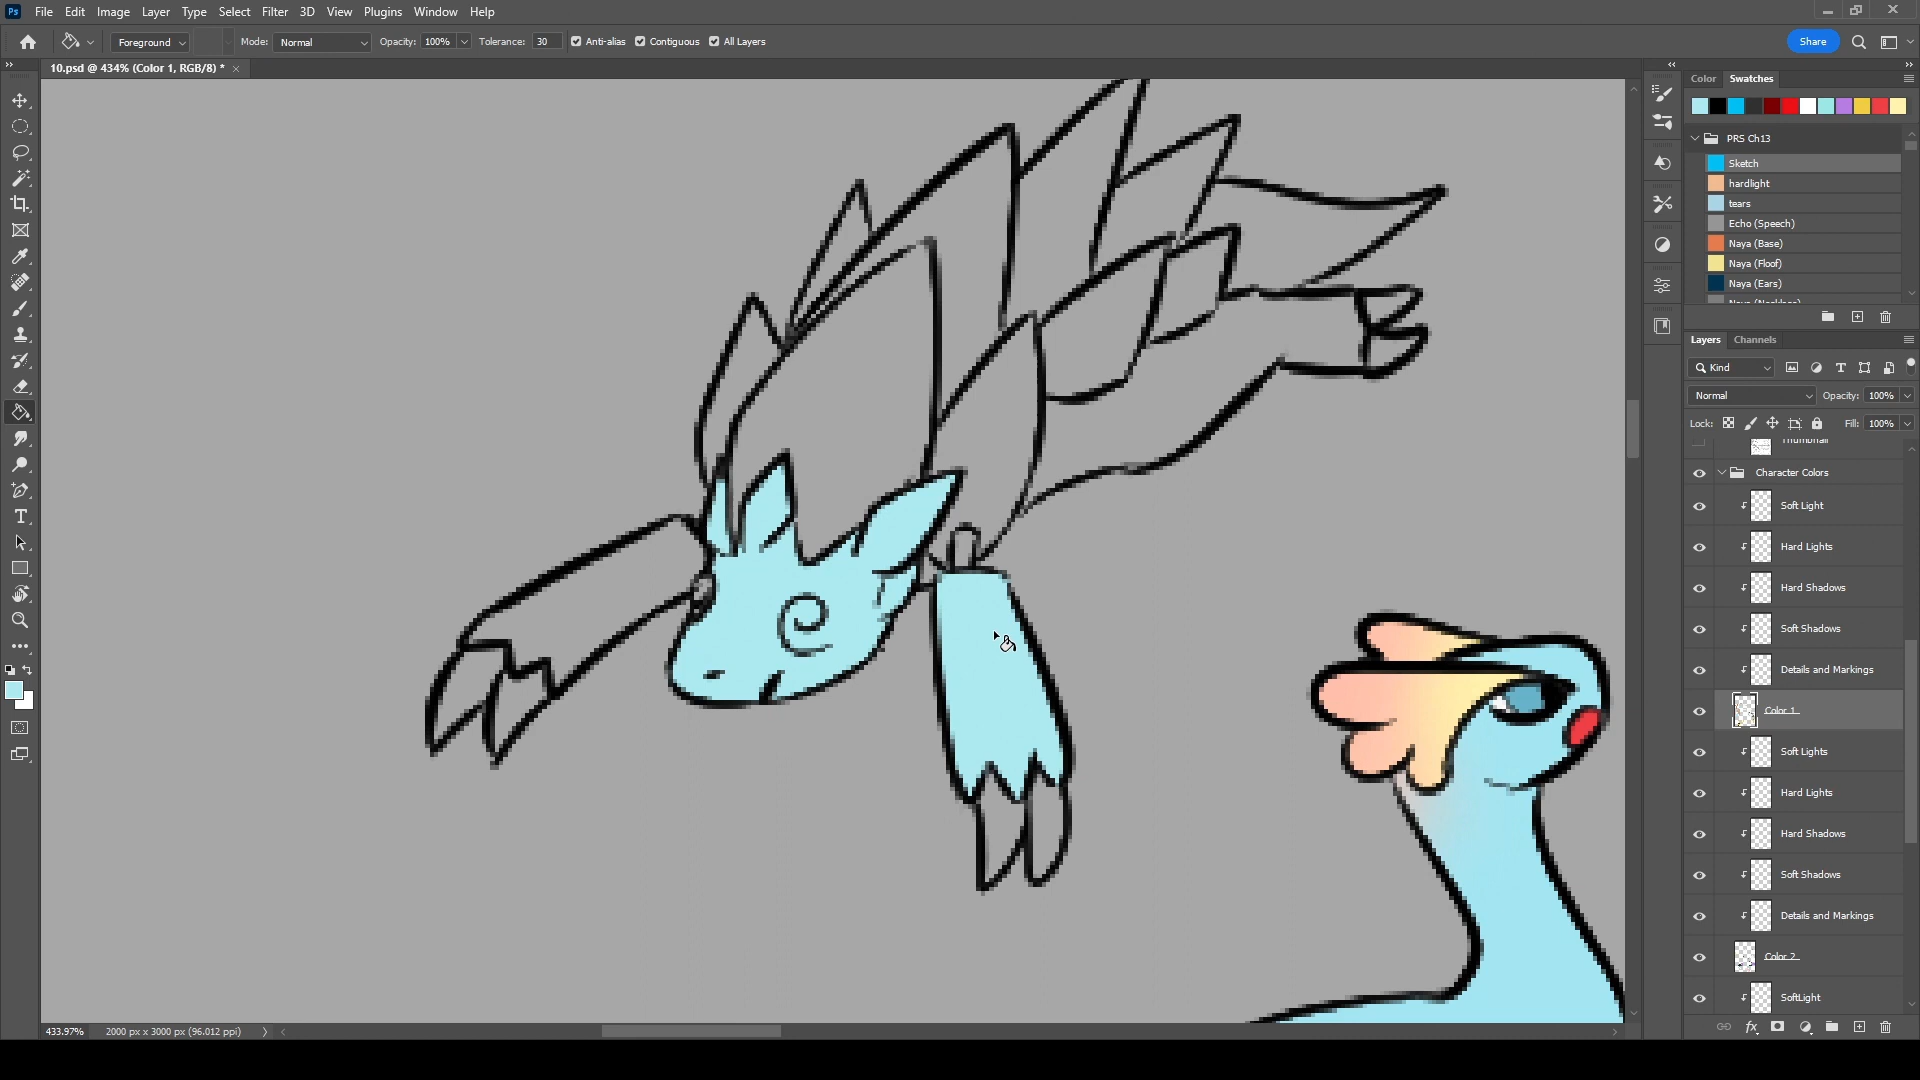 Ps File Edit Image Layer Type Select Filter 3D View Plugins Window Help
Foreground Mode: Normal Opacity: 100% Tolerance: 30 Anti-alias Contiguous All Layers Share
10.psd @ 434% (Color 1, RGB/8) *
Color Swatches
PRS Ch13
Sketch
hardlight
tears
Echo (Speech)
Naya (Base)
Naya (Floof)
Naya (Ears)
Naya (Necklace)
Layers Channels
Kind
Normal Opacity: 100%
Lock: Fill: 100%
Thumbnail
Character Colors
Soft Light
Hard Lights
Hard Shadows
Soft Shadows
Details and Markings
Color 1
Soft Lights
Hard Lights
Hard Shadows
Soft Shadows
Details and Markings
Color 2
SoftLight
433.97% 2000 px x 3000 px (96.012 ppi)